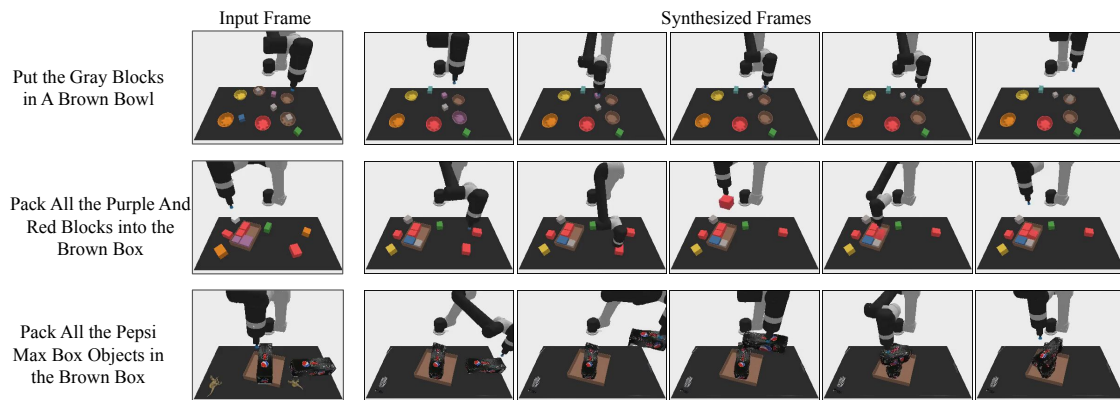 Input Frame
Synthesized Frames
Put the Gray Blocks
in A Brown Bowl
Pack All the Purple And
Red Blocks into the
Brown Box
Pack All the Pepsi
Max Box Objects in
the Brown Box